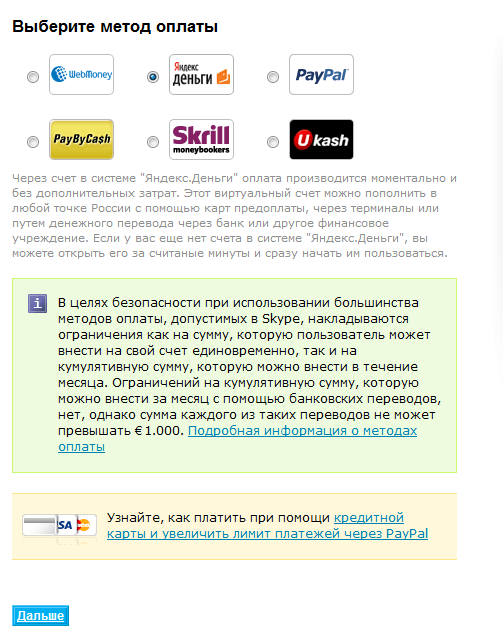 Выберите метод оплаты
WebMoney Яндекс деньги PayPal
PayByCash Skrill moneybookers Ukash
Через счет в системе "Яндекс.Деньги" оплата производится моментально и
без дополнительных затрат. Этот виртуальный счет можно пополнить в
любой точке России с помощью карт предоплаты, через терминалы или
путем денежного перевода через банк или другое финансовое
учреждение. Если у вас еще нет счета в системе "Яндекс.Деньги", вы
можете открыть его за считаные минуты и сразу начать им пользоваться.
i В целях безопасности при использовании большинства
методов оплаты, допустимых в Skype, накладываются
ограничения как на сумму, которую пользователь может
внести на свой счет единовременно, так и на
кумулятивную сумму, которую можно внести в течение
месяца. Ограничений на кумулятивную сумму, которую
можно внести за месяц с помощью банковских переводов,
нет, однако сумма каждого из таких переводов не может
превышать € 1.000. Подробная информация о методах
оплаты
Узнайте, как платить при помощи кредитной
карты и увеличить лимит платежей через PayPal
Дальше